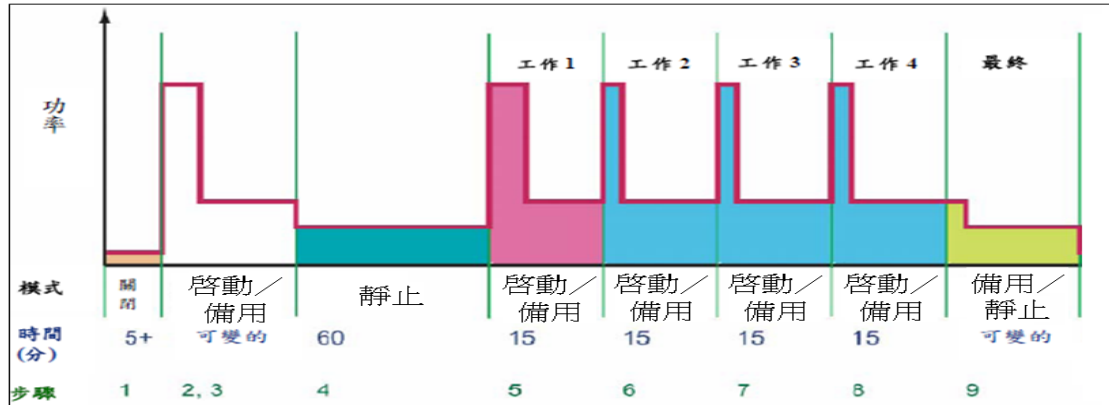 工作 1 工作 2 工作 3 工作 4 最終
功率
模式 關閉 啓動／備用 靜止 啓動／備用 啓動／備用 啓動／備用 啓動／備用 備用／靜止
時間(分) 5+ 可變的 60 15 15 15 15 可變的
步驟 1 2, 3 4 5 6 7 8 9